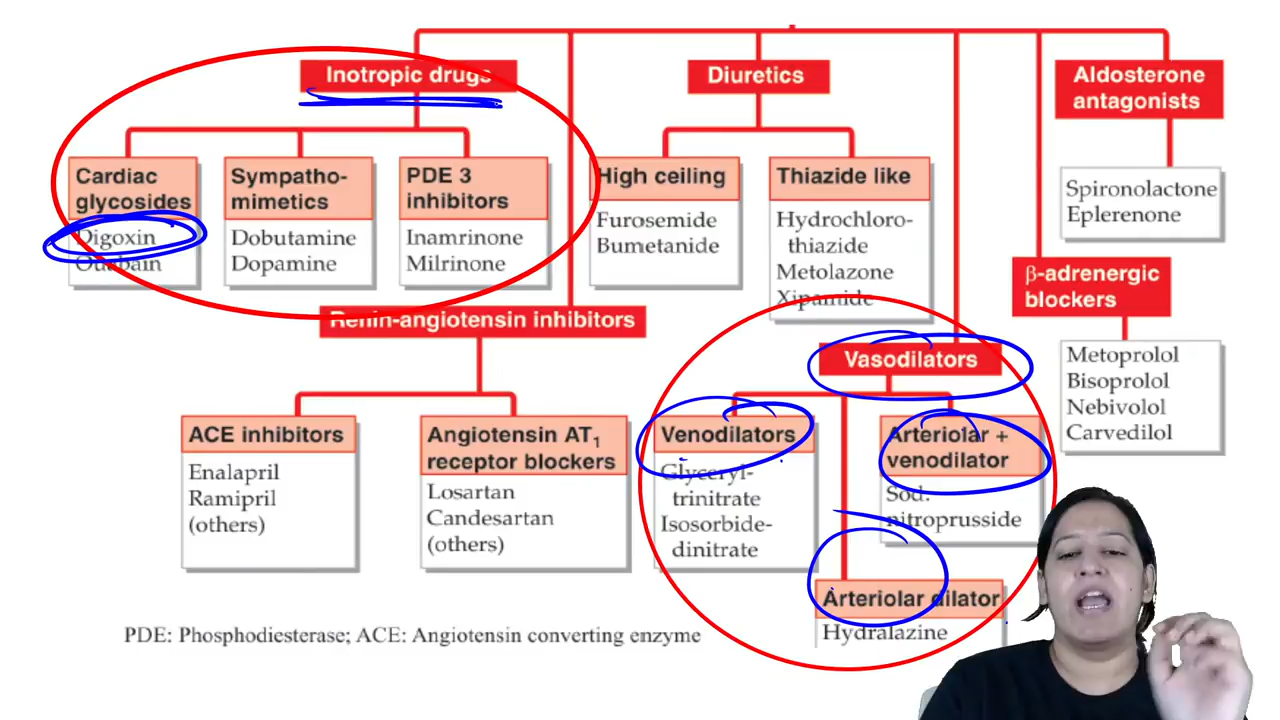 Inotropic drugs
Cardiac
glycosides
Digoxin
Ouabain
Sympatho-
mimetics
Dobutamine
Dopamine
PDE 3
inhibitors
Inamrinone
Milrinone
Diuretics
High ceiling
Furosemide
Bumetanide
Thiazide like
Hydrochloro-
thiazide
Metolazone
Xipamide
Aldosterone
antagonists
Spironolactone
Eplerenone
β-adrenergic
blockers
Metoprolol
Bisoprolol
Nebivolol
Carvedilol
Renin-angiotensin inhibitors
ACE inhibitors
Enalapril
Ramipril
(others)
Angiotensin AT₁
receptor blockers
Losartan
Candesartan
(others)
Vasodilators
Venodilators
Glyceryl-
trinitrate
Isosorbide-
dinitrate
Arteriolar +
venodilator
Sod.
nitroprusside
Arteriolar dilator
Hydralazine
PDE: Phosphodiesterase; ACE: Angiotensin converting enzyme